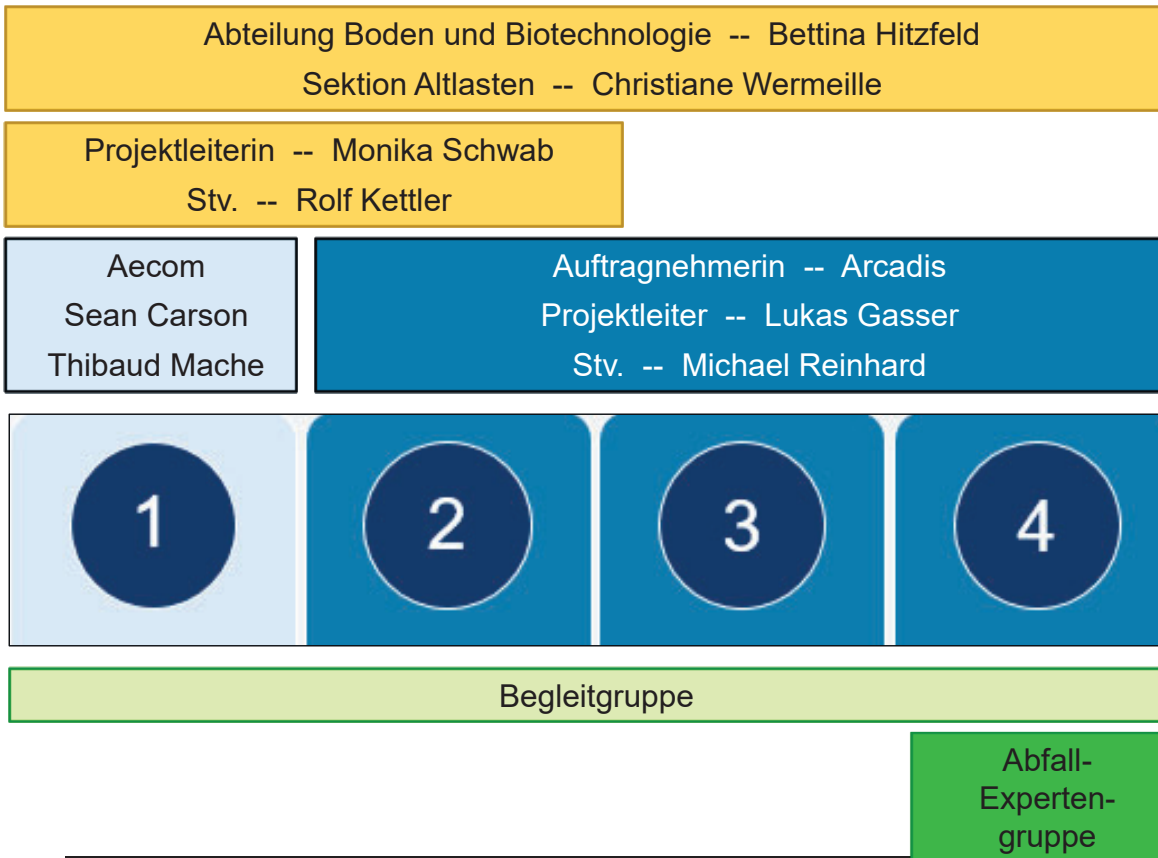 Abteilung Boden und Biotechnologie -- Bettina Hitzfeld
Sektion Altlasten -- Christiane Wermeille
Projektleiterin -- Monika Schwab
Stv. -- Rolf Kettler
Aecom
Sean Carson
Thibaud Mache
Auftragnehmerin -- Arcadis
Projektleiter -- Lukas Gasser
Stv. -- Michael Reinhard
1
2
3
4
Begleitgruppe
Abfall-
Experten-
gruppe